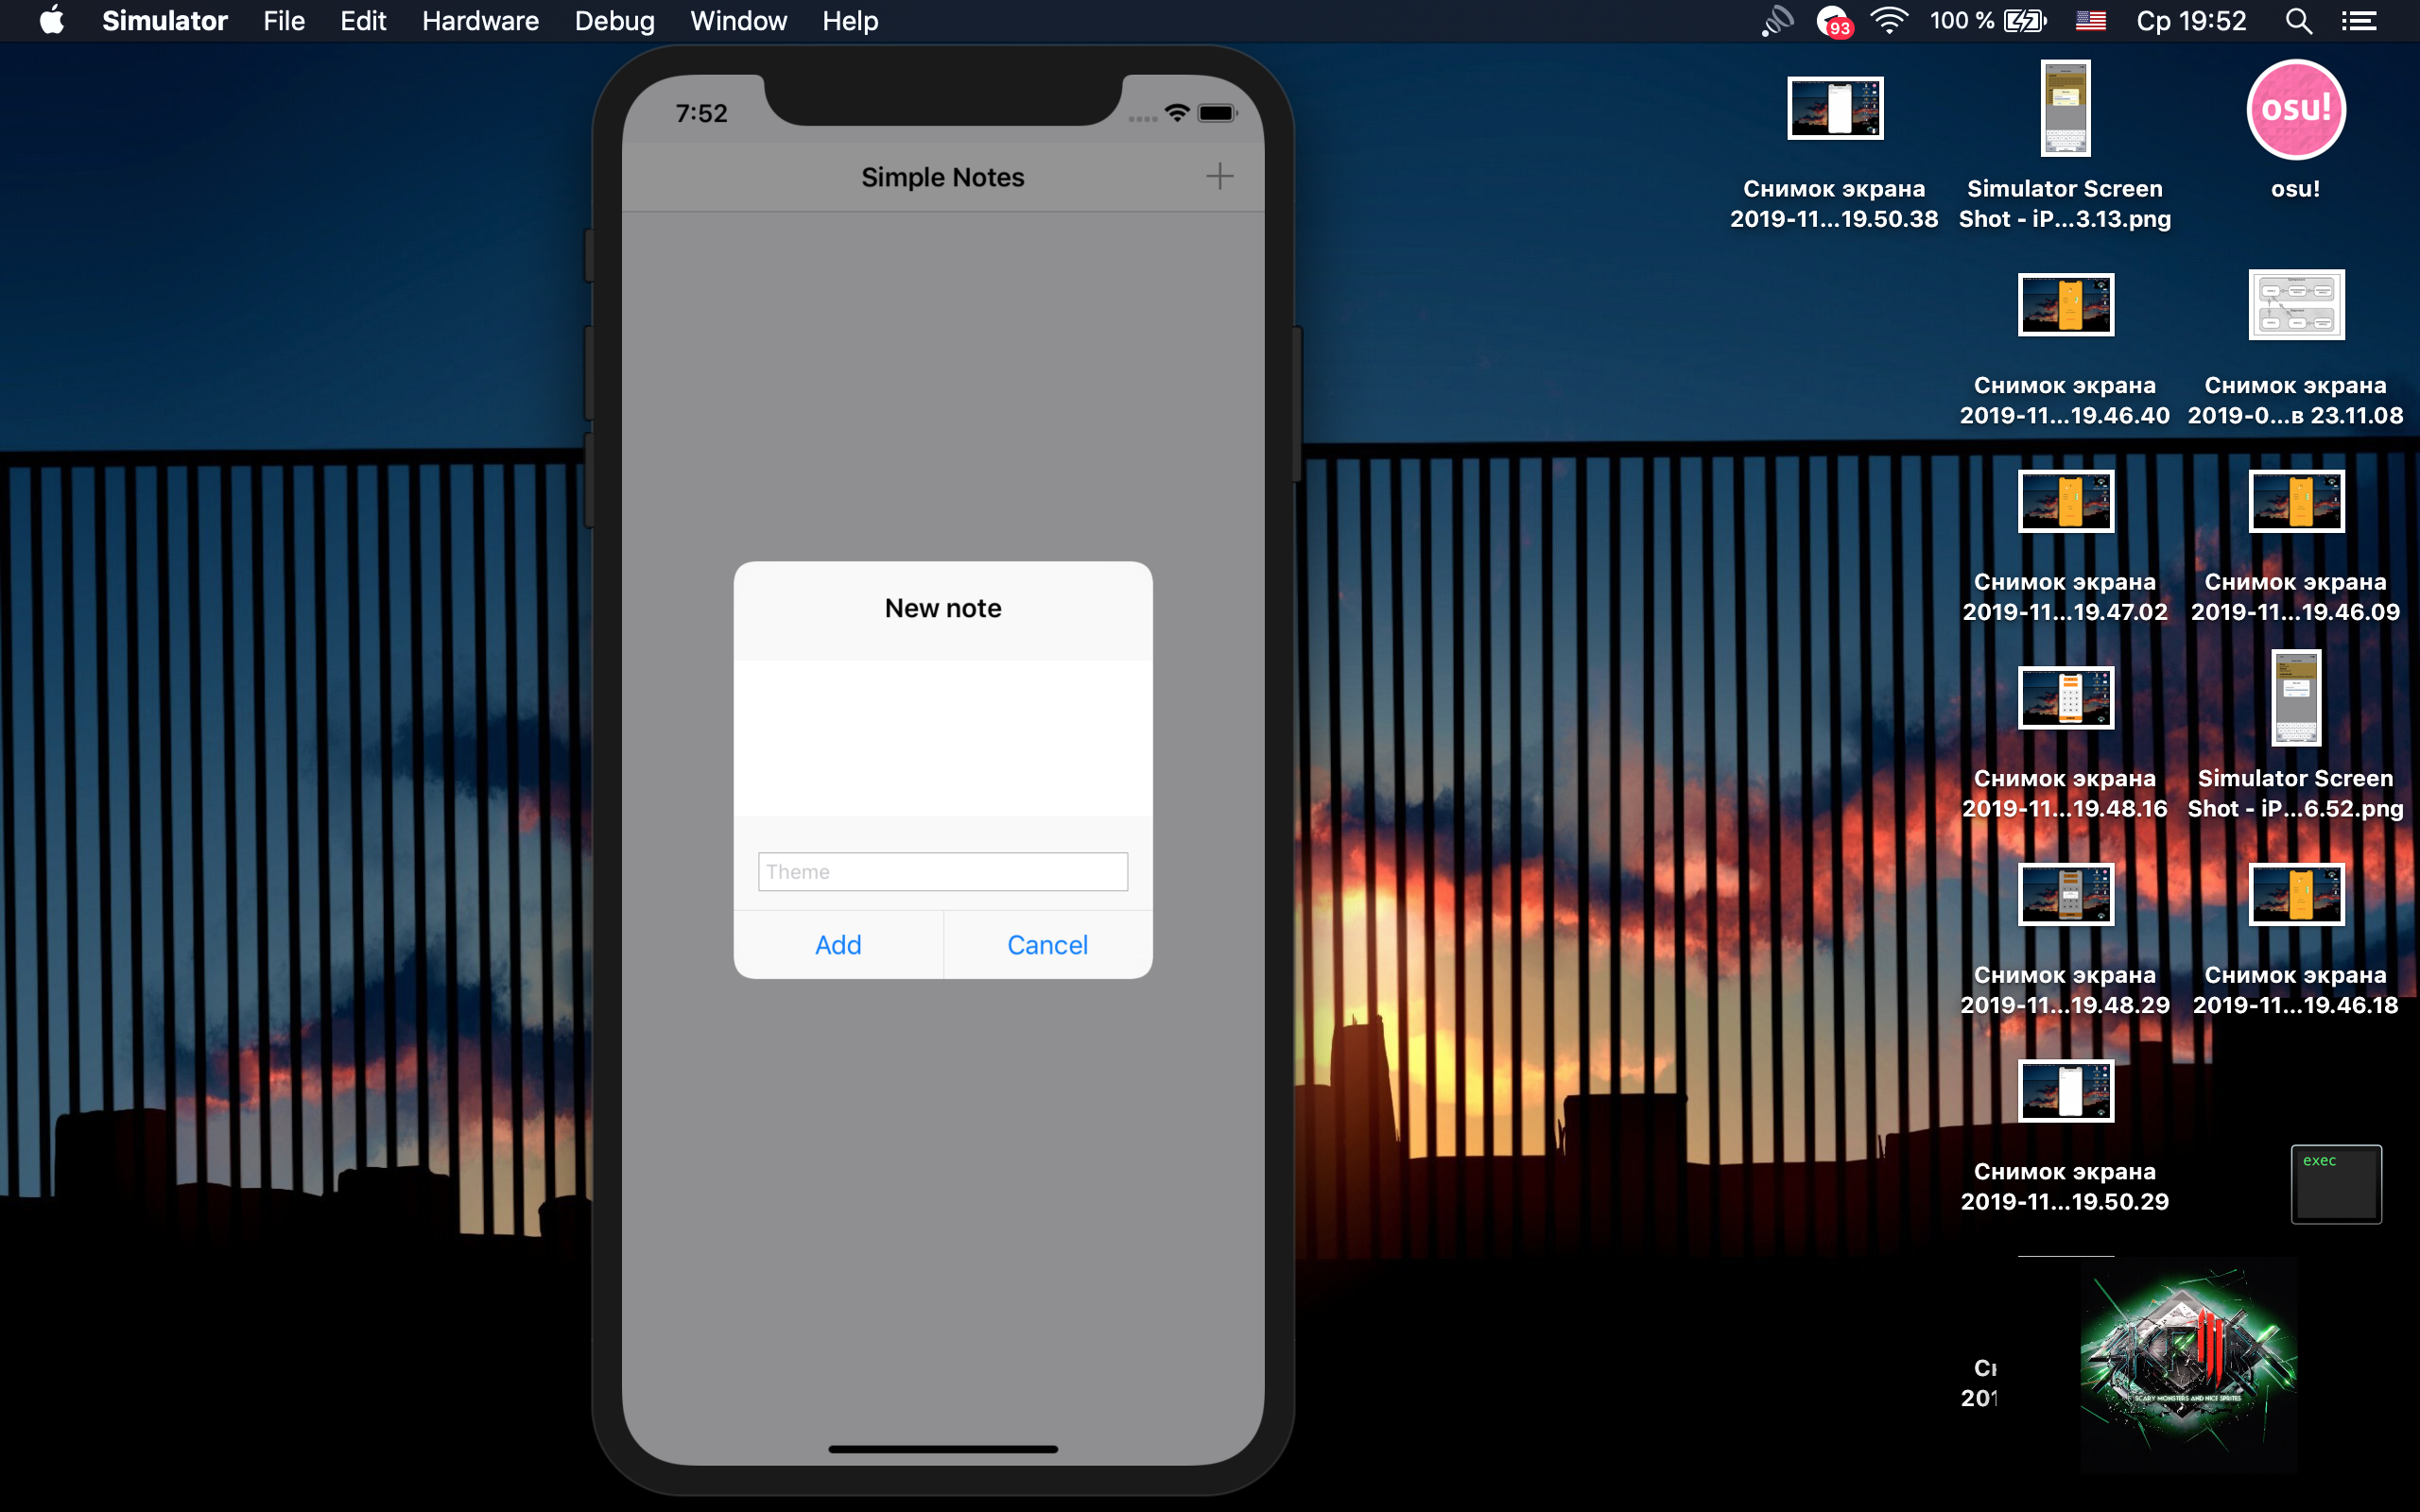 Simulator File Edit Hardware Debug Window Help
93 100 % Ср 19:52
7:52
Simple Notes
New note
Theme
Add Cancel
Снимок экрана
2019-11...19.50.38
Simulator Screen
Shot - iP...3.13.png
osu!
osu!
Снимок экрана
2019-11...19.46.40
Снимок экрана
2019-0...в 23.11.08
Снимок экрана
2019-11...19.47.02
Снимок экрана
2019-11...19.46.09
Снимок экрана
2019-11...19.48.16
Simulator Screen
Shot - iP...6.52.png
Снимок экрана
2019-11...19.48.29
Снимок экрана
2019-11...19.46.18
Снимок экрана
2019-11...19.50.29
exec
SCARY MONSTERS AND NICE SPRITES